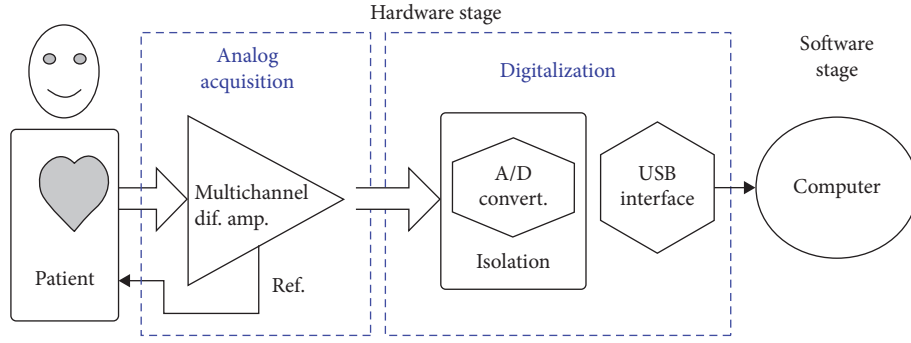 Hardware stage
Analog
acquisition
Digitalization
Software
stage
Patient
Multichannel
dif. amp.
Ref.
A/D
convert.
Isolation
USB
interface
Computer